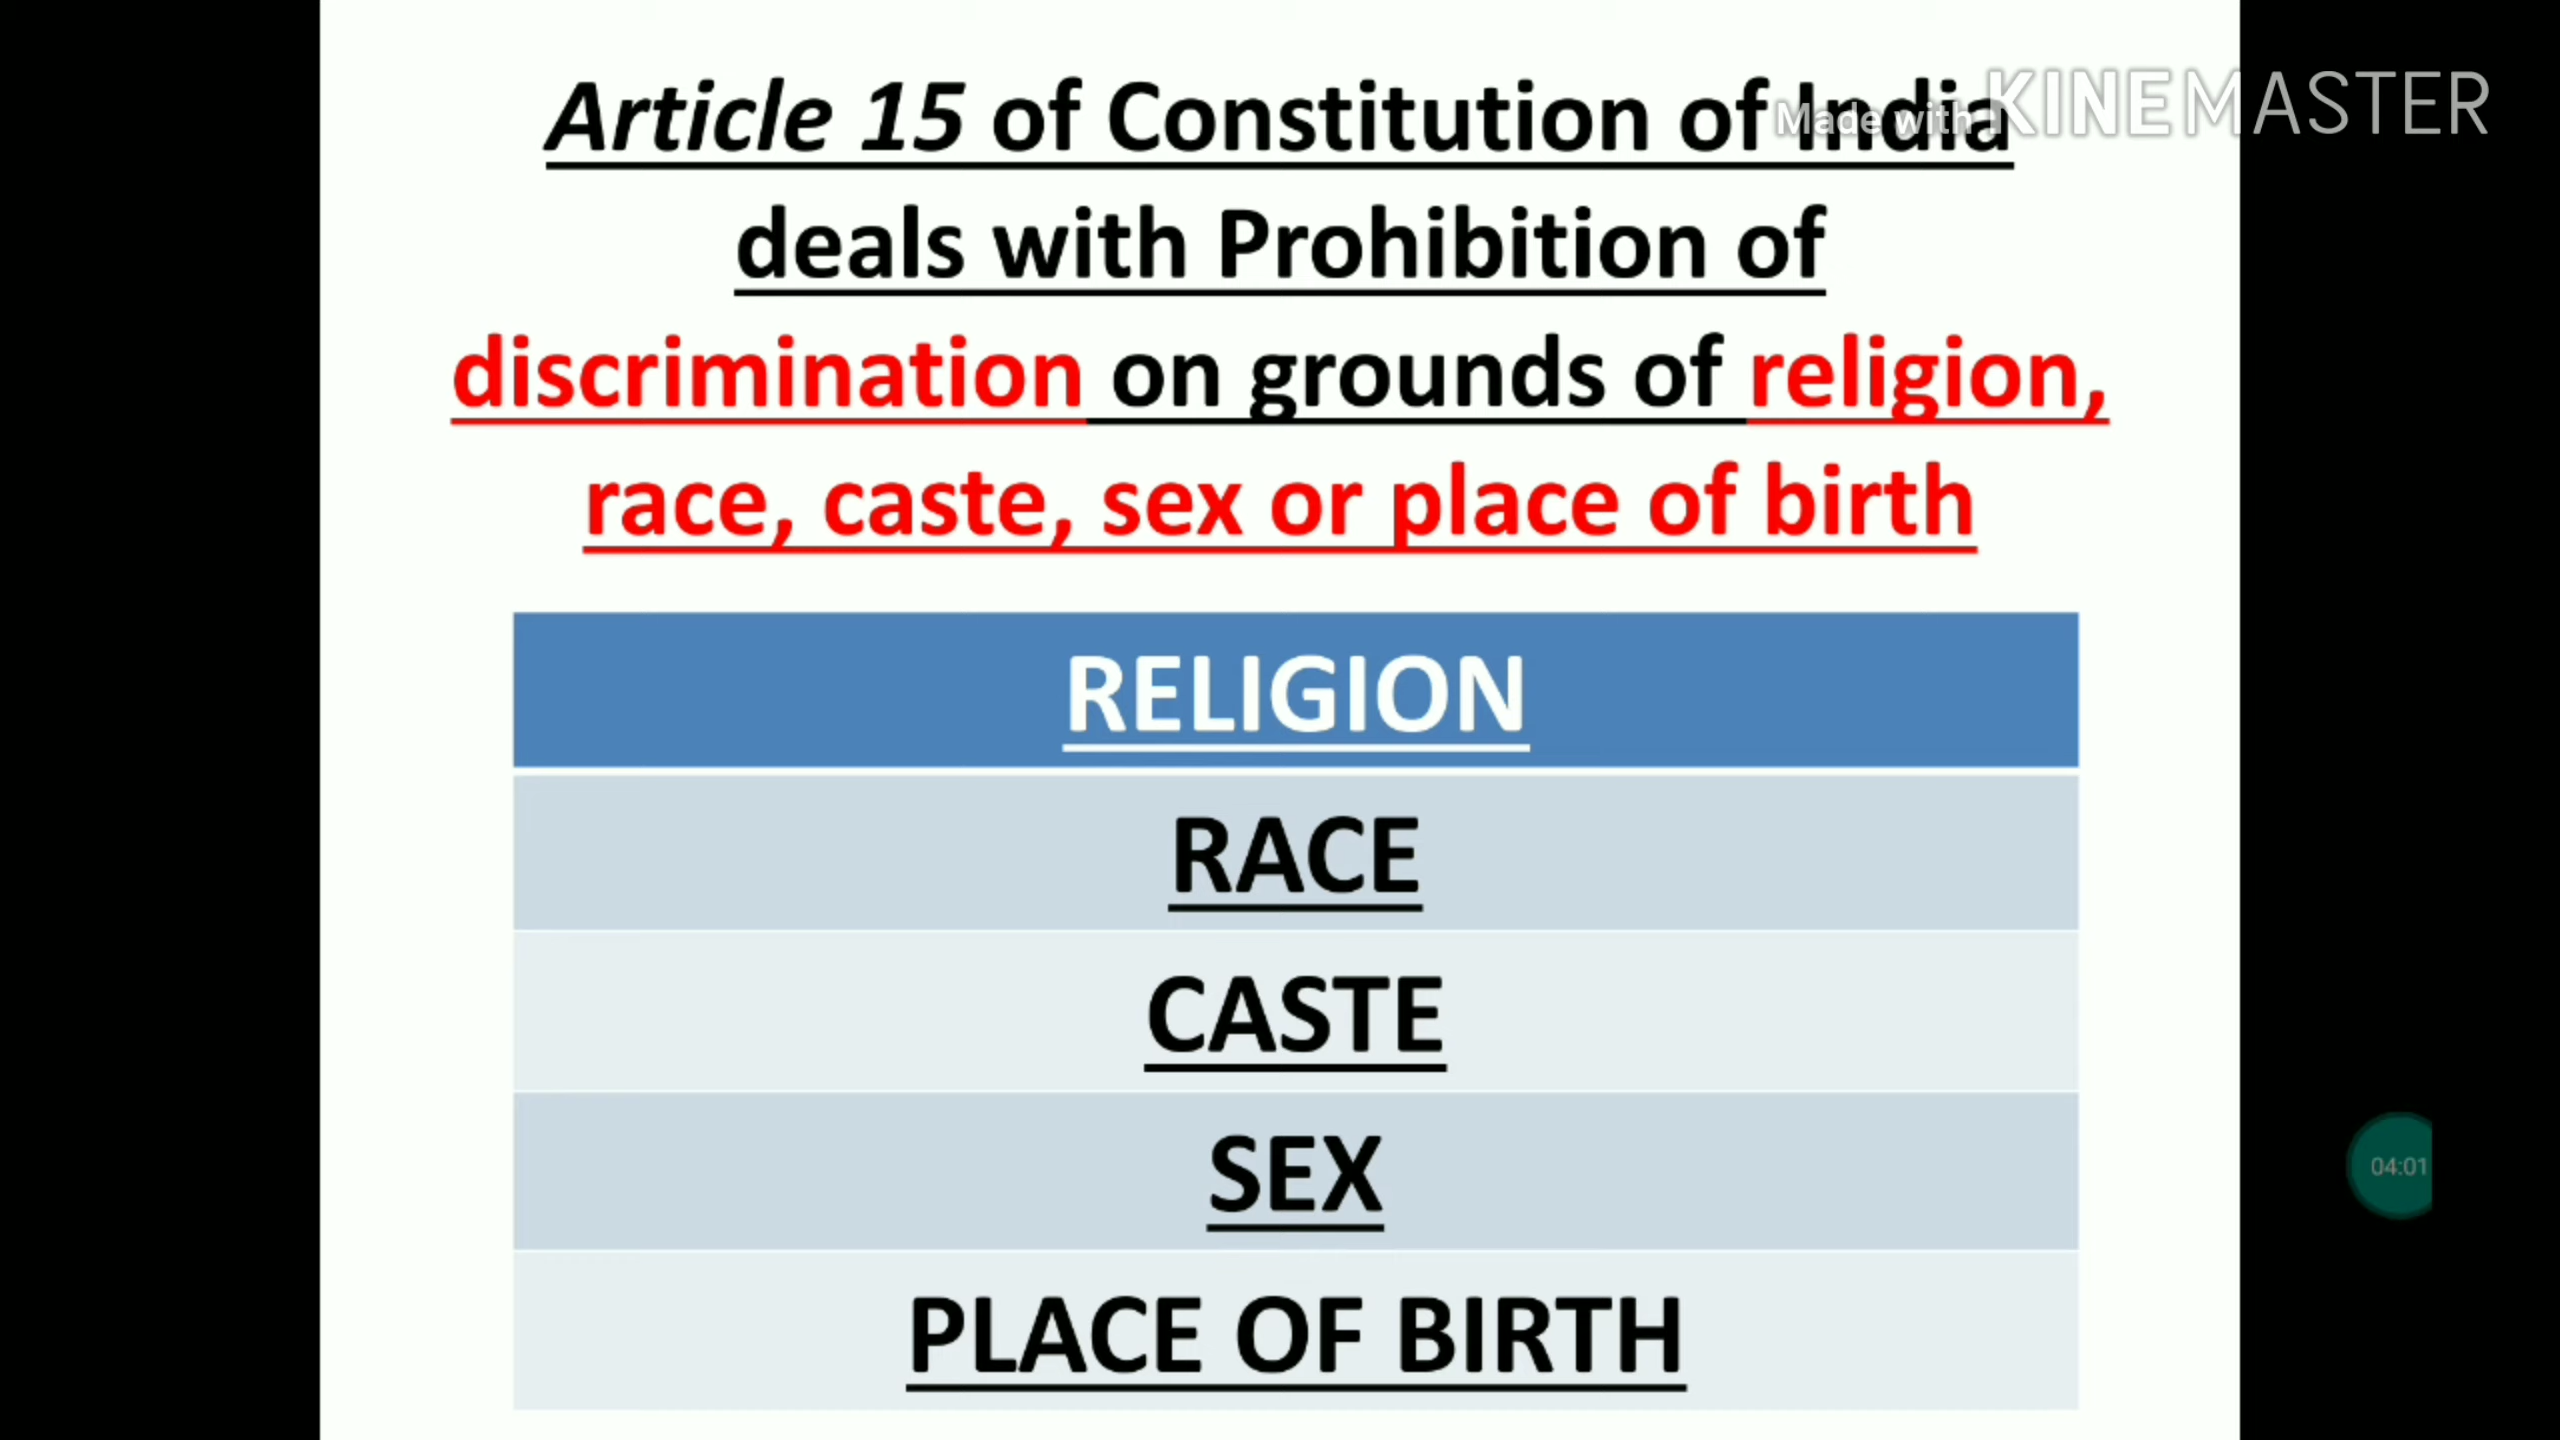 Article 15 of Constitution of India
Made with KINEMASTER
deals with Prohibition of
discrimination on grounds of religion,
race, caste, sex or place of birth
RELIGION
RACE
CASTE
SEX
04:01
PLACE OF BIRTH